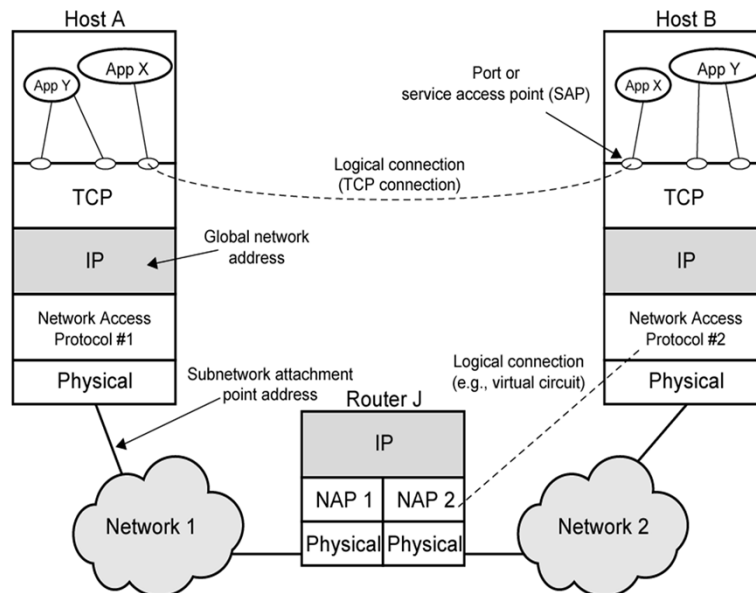 Host A
Host B
App Y
App X
Port or
service access point (SAP)
App X
App Y
Logical connection
(TCP connection)
TCP
TCP
Global network
address
IP
IP
Network Access
Protocol #1
Network Access
Protocol #2
Logical connection
(e.g., virtual circuit)
Physical
Subnetwork attachment
point address
Physical
Router J
IP
NAP 1
NAP 2
Network 1
Physical
Physical
Network 2